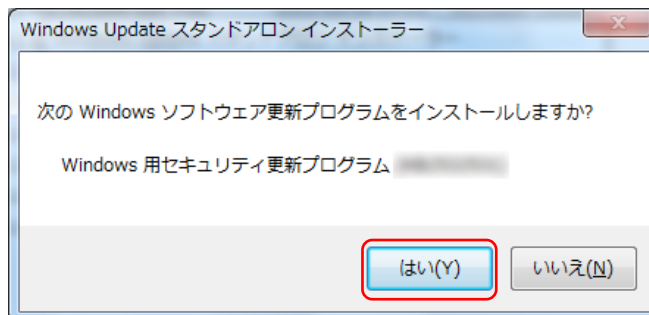 Windows Update スタンドアロン インストーラー
次の Windows ソフトウェア更新プログラムをインストールしますか?
Windows 用セキュリティ更新プログラム
はい(Y)
いいえ(N)